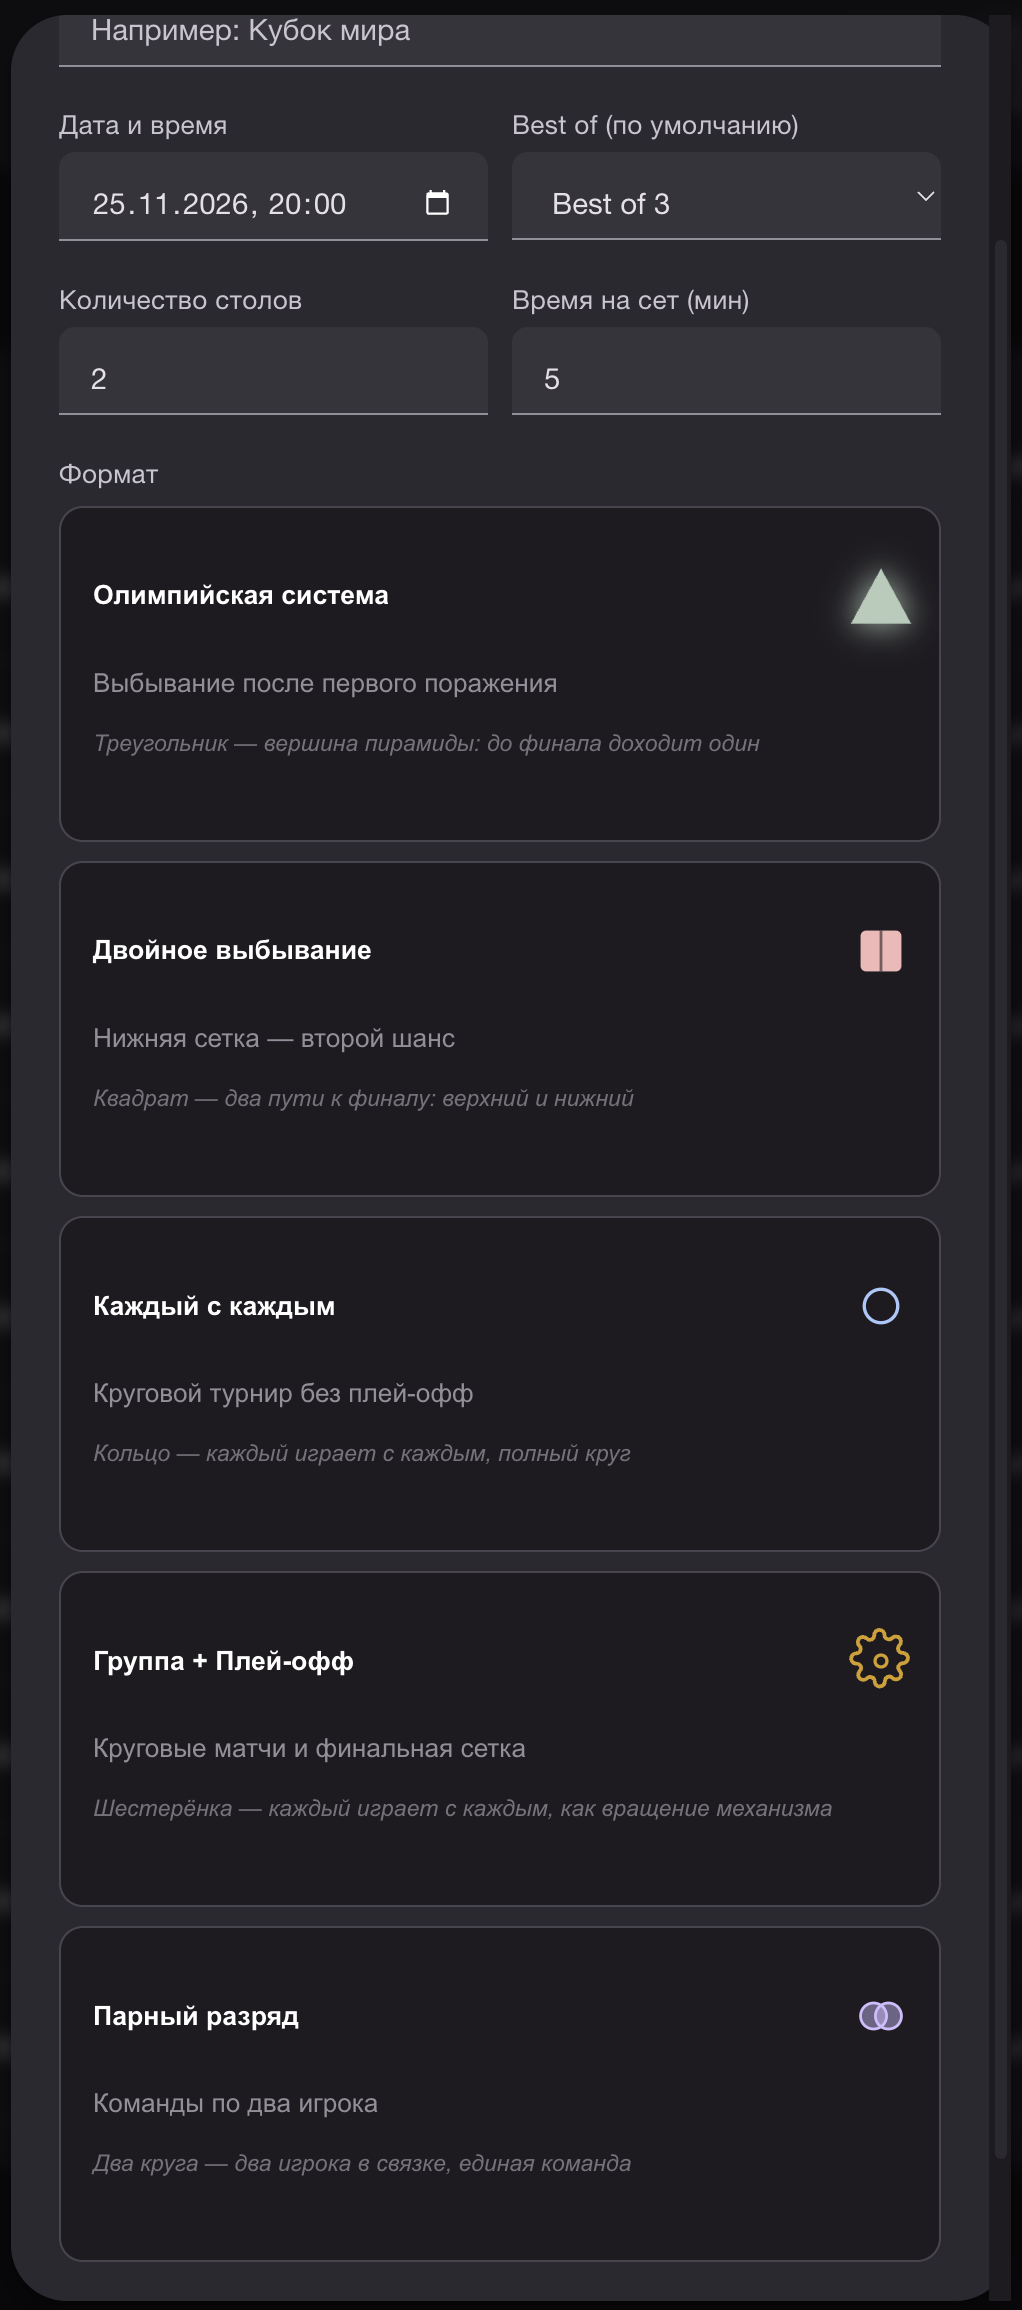 Например: Кубок мира
Дата и время
Best of (по умолчанию)
25.11.2026, 20:00
Best of 3
Количество столов
Время на сет (мин)
2
5
Формат
Олимпийская система
Выбывание после первого поражения
Треугольник — вершина пирамиды: до финала доходит один
Двойное выбывание
Нижняя сетка — второй шанс
Квадрат — два пути к финалу: верхний и нижний
Каждый с каждым
Круговой турнир без плей-офф
Кольцо — каждый играет с каждым, полный круг
Группа + Плей-офф
Круговые матчи и финальная сетка
Шестерёнка — каждый играет с каждым, как вращение механизма
Парный разряд
Команды по два игрока
Два круга — два игрока в связке, единая команда